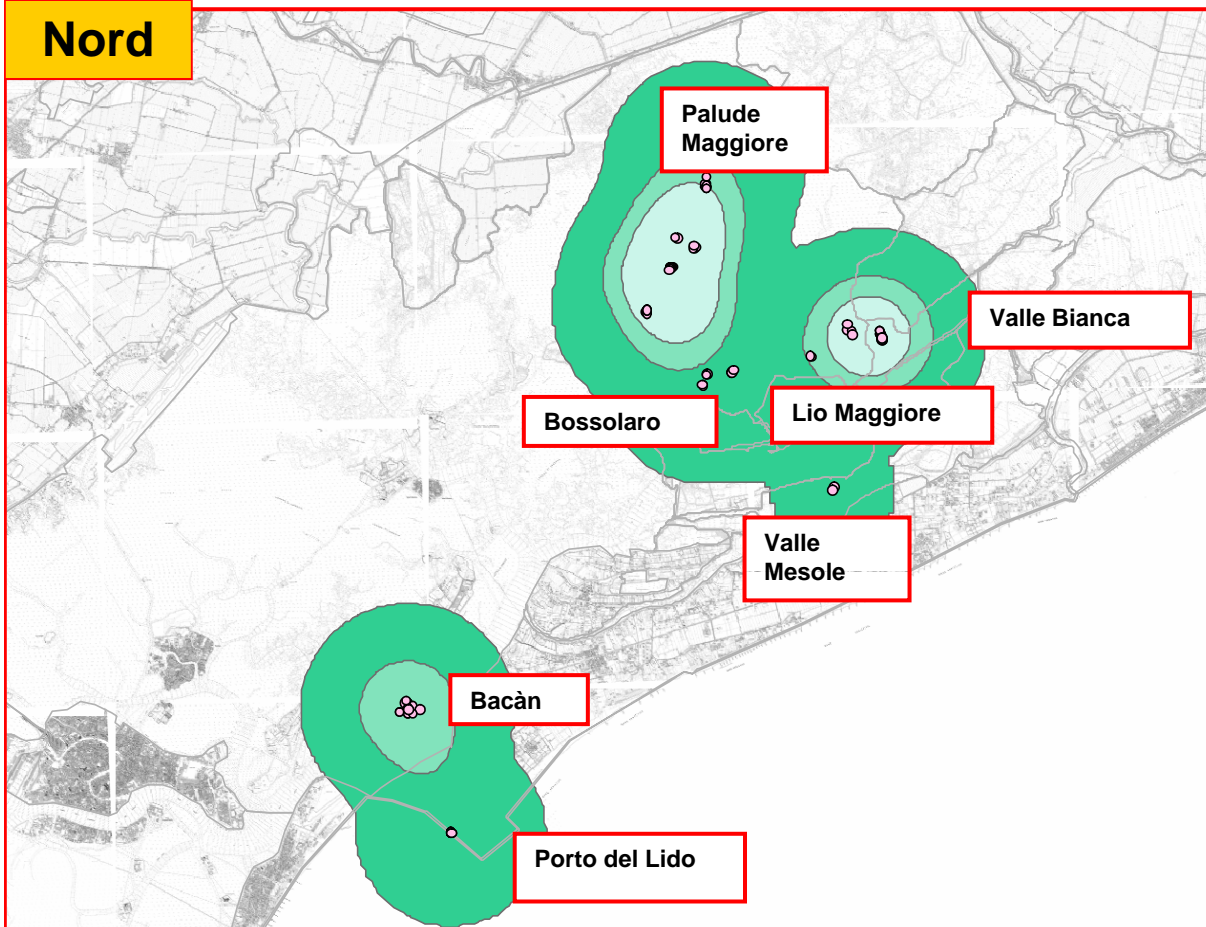 Nord
Palude
Maggiore
Valle Bianca
Bossolaro
Lio Maggiore
Valle
Mesole
Bacàn
Porto del Lido